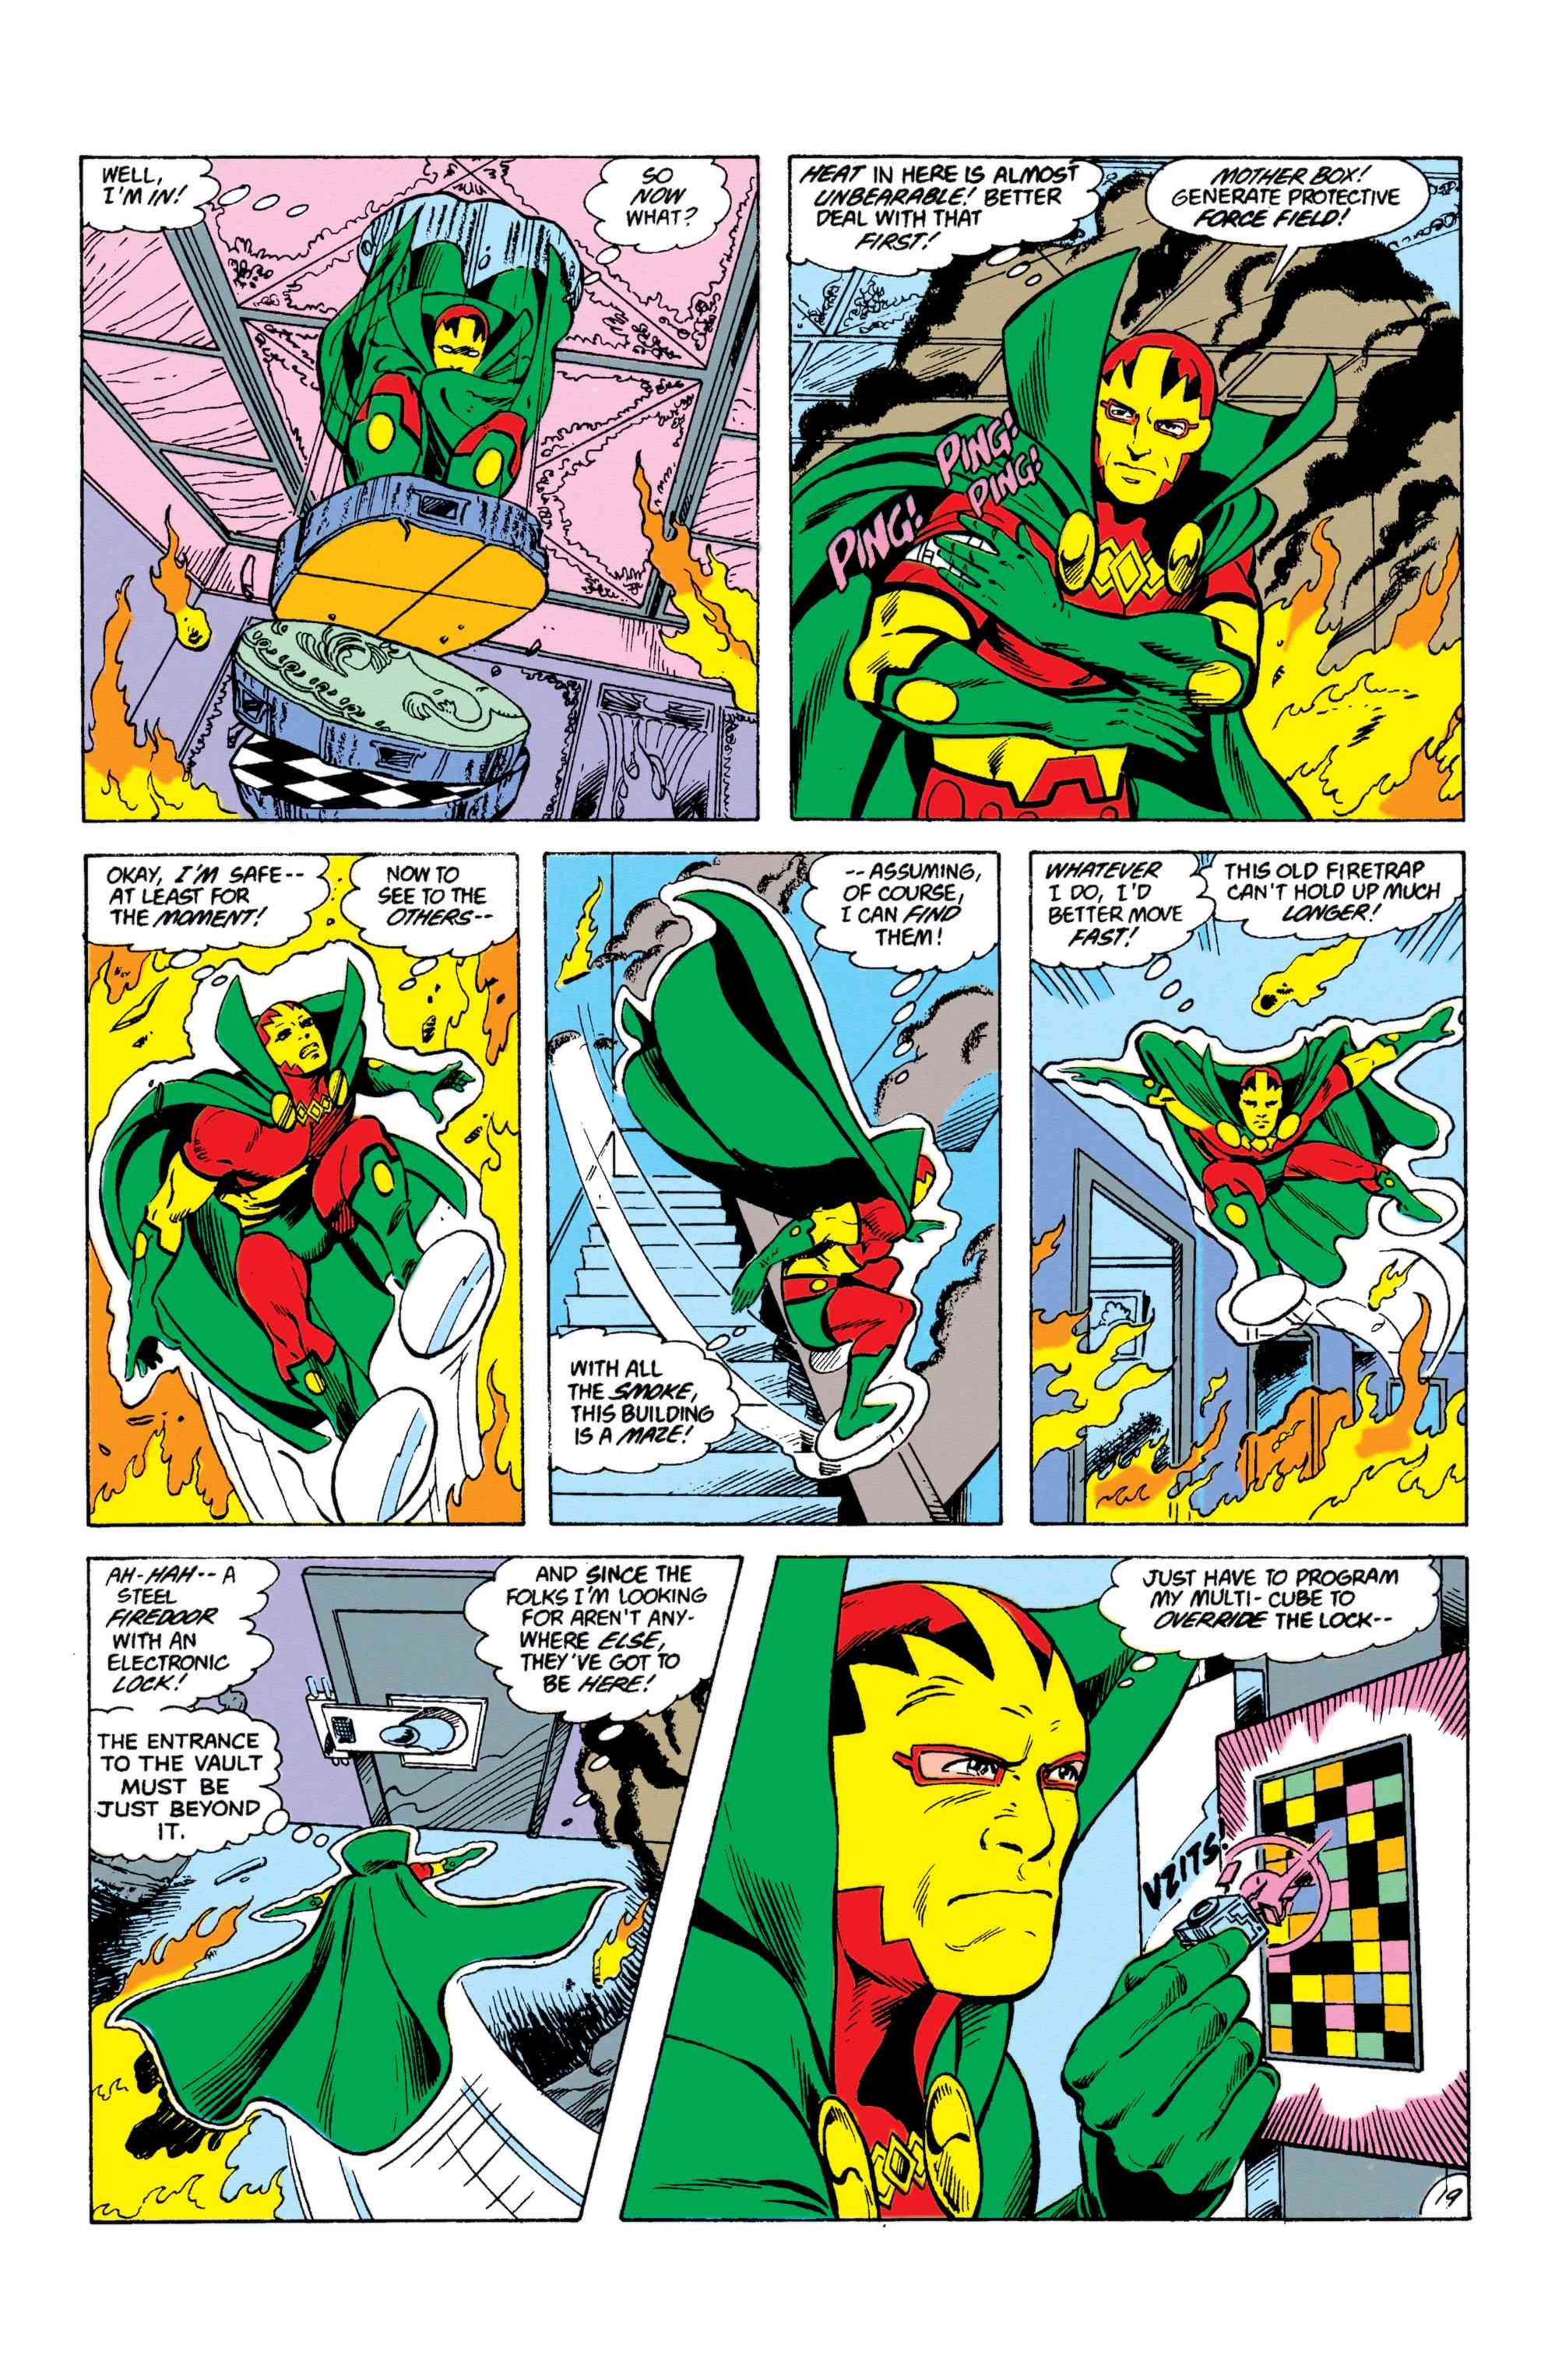 WELL,
I'M IN!
SO
NOW
WHAT?
HEAT IN HERE IS ALMOST
UNBEARABLE! BETTER
DEAL WITH THAT
FIRST!
MOTHER BOX!
GENERATE PROTECTIVE
FORCE FIELD!
PING!
PING!
PING!
OKAY, I'M SAFE--
AT LEAST FOR
THE MOMENT!
NOW TO
SEE TO THE
OTHERS--
--ASSUMING,
OF COURSE,
I CAN FIND
THEM!
WITH ALL
THE SMOKE,
THIS BUILDING
IS A MAZE!
WHATEVER
I DO, I'D
BETTER MOVE
FAST!
THIS OLD FIRETRAP
CAN'T HOLD UP MUCH
LONGER!
AH-HAH--A
STEEL
FIREDOOR
WITH AN
ELECTRONIC
LOCK!
THE ENTRANCE
TO THE VAULT
MUST BE
JUST BEYOND
IT.
AND SINCE THE
FOLKS I'M LOOKING
FOR AREN'T ANY-
WHERE ELSE,
THEY'VE GOT TO
BE HERE!
JUST HAVE TO PROGRAM
MY MULTI-CUBE TO
OVERRIDE THE LOCK--
VZITS!
19